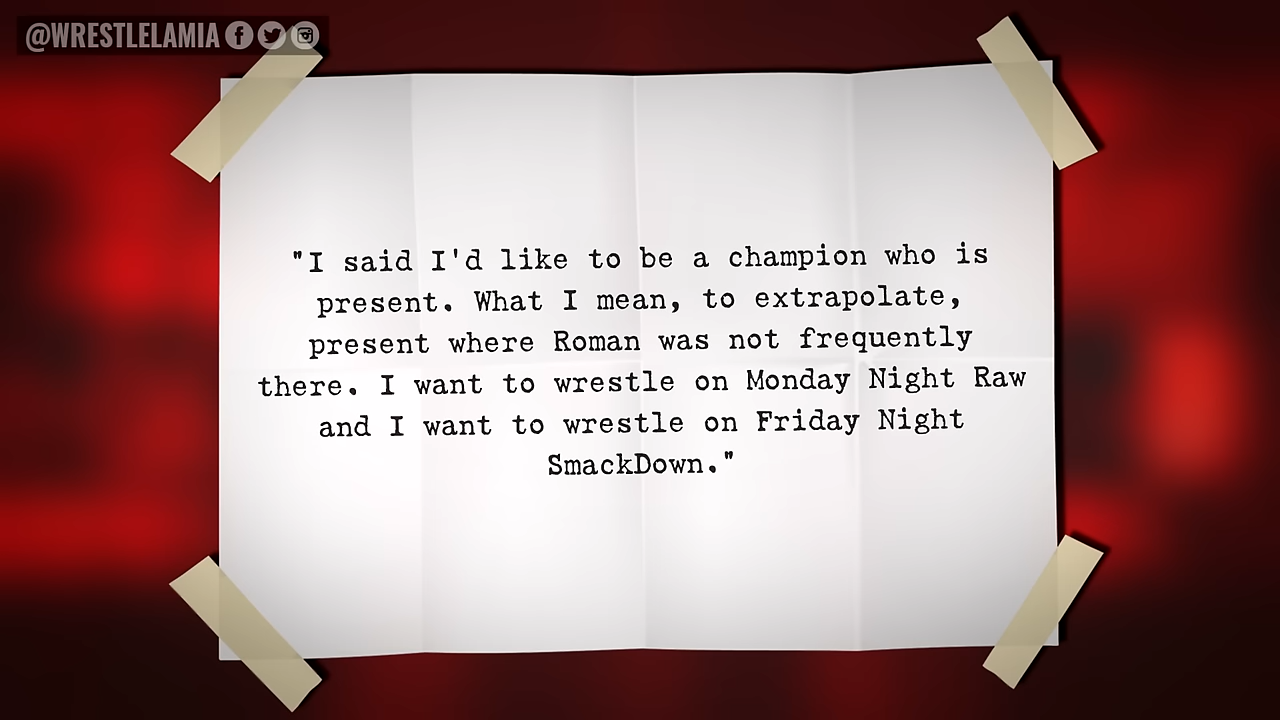 @WRESTLELAMIA
"I said I'd like to be a champion who is
present. What I mean, to extrapolate,
present where Roman was not frequently
there. I want to wrestle on Monday Night Raw
and I want to wrestle on Friday Night
SmackDown."